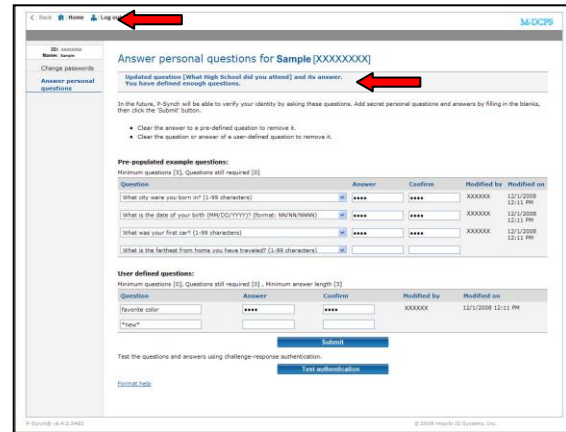 Back Home Log out
M-DCPS
ID: XXXXXXX
Name: Sample
Change passwords
Answer personal questions
Answer personal questions for Sample [XXXXXXXX]
Updated question [What High School did you attend] and its answer.
You have defined enough questions.
In the future, P-Synch will be able to verify your identity by asking these questions. Add secret personal questions and answers by filling in the blanks,
then click the 'Submit' button.
• Clear the answer to a pre-defined question to remove it.
• Clear the question or answer of a user-defined question to remove it.
Pre-populated example questions:
Minimum questions [3], Questions still required [0]
Question Answer Confirm Modified by Modified on
What city were you born in? (1-99 characters) •••• •••• XXXXXX 12/1/2008 12:11 PM
What is the date of your birth (MM/DD/YYYY)? (format: NN/NN/NNNN) •••• •••• XXXXXX 12/1/2008 12:11 PM
What was your first car? (1-99 characters) •••• •••• XXXXXX 12/1/2008 12:11 PM
What is the farthest from home you have traveled? (1-99 characters)
User defined questions:
Minimum questions [0], Questions still required [0] , Minimum answer length [3]
Question Answer Confirm Modified by Modified on
favorite color •••• •••• XXXXXX 12/1/2008 12:11 PM
*new*
Submit
Test the questions and answers using challenge-response authentication.
Test authentication
Format help
© 2008 Hitachi ID Systems, Inc.